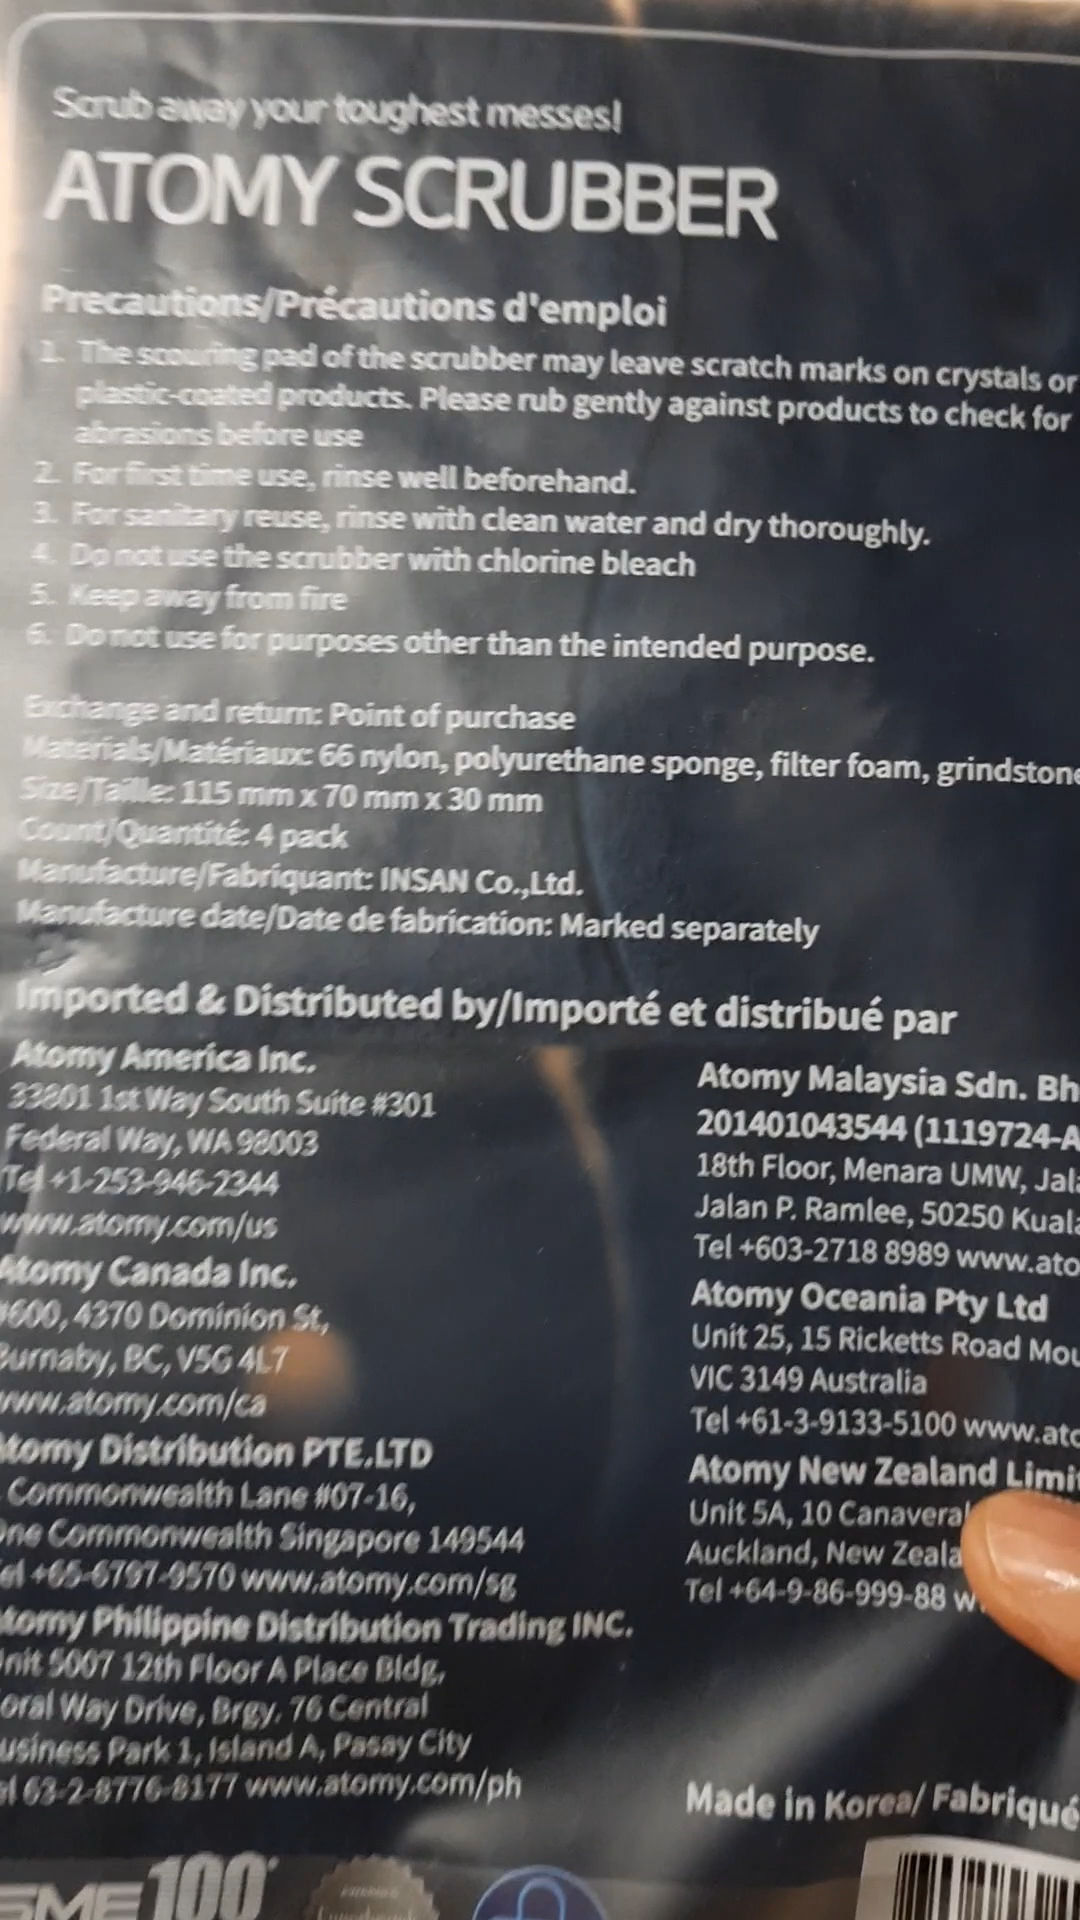 Scrub away your toughest messes!
ATOMY SCRUBBER
Precautions/Précautions d'emploi
1. The scouring pad of the scrubber may leave scratch marks on crystals or
plastic-coated products. Please rub gently against products to check for
abrasions before use
2. For first time use, rinse well beforehand.
3. For sanitary reuse, rinse with clean water and dry thoroughly.
4. Do not use the scrubber with chlorine bleach
5. Keep away from fire
6. Do not use for purposes other than the intended purpose.
Exchange and return: Point of purchase
Materials/Matériaux: 66 nylon, polyurethane sponge, filter foam, grindstone
Size/Taille: 115 mm x 70 mm x 30 mm
Count/Quantité: 4 pack
Manufacture/Fabriquant: INSAN Co.,Ltd.
Manufacture date/Date de fabrication: Marked separately
Imported & Distributed by/Importé et distribué par
Atomy America Inc.
33801 1st Way South Suite #301
Federal Way, WA 98003
Tel +1-253-946-2344
www.atomy.com/us
Atomy Canada Inc.
#600, 4370 Dominion St,
Burnaby, BC, V5G 4L7
www.atomy.com/ca
Atomy Distribution PTE.LTD
Commonwealth Lane #07-16,
One Commonwealth Singapore 149544
Tel +65-6797-9570 www.atomy.com/sg
Atomy Philippine Distribution Trading INC.
Unit 5007 12th Floor A Place Bldg,
oral Way Drive, Brgy. 76 Central
Business Park 1, Island A, Pasay City
Tel 63-2-8776-8177 www.atomy.com/ph
Atomy Malaysia Sdn. Bh
201401043544 (1119724-A
18th Floor, Menara UMW, Jala
Jalan P. Ramlee, 50250 Kuala
Tel +603-2718 8989 www.ato
Atomy Oceania Pty Ltd
Unit 25, 15 Ricketts Road Mou
VIC 3149 Australia
Tel +61-3-9133-5100 www.ato
Atomy New Zealand Limit
Unit 5A, 10 Canaveral
Auckland, New Zeala
Tel +64-9-86-999-88 w
Made in Korea/ Fabriqué
SME 100